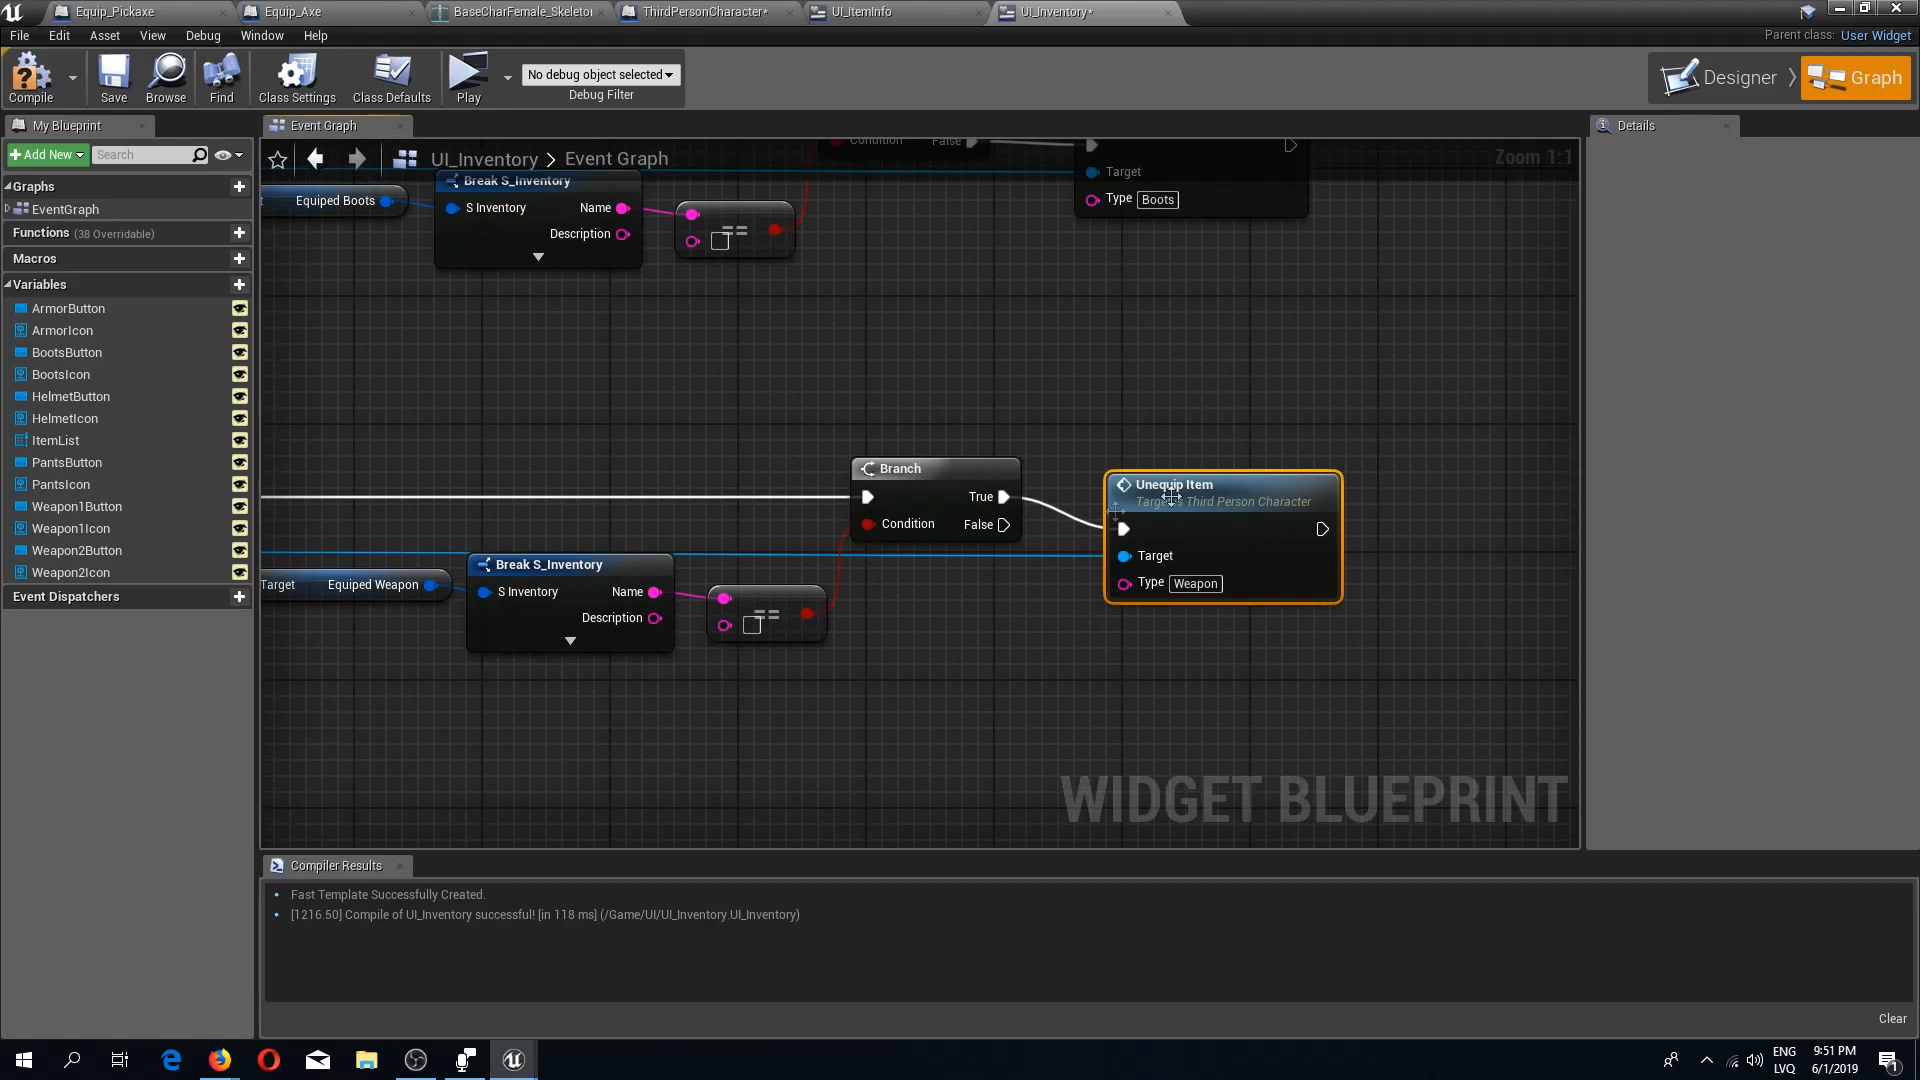 Equip_Pickaxe
Equip_Axe
BaseCharFemale_Skeletor
ThirdPersonCharacter*
UI_ItemInfo
UI_Inventory*
File
Edit
Asset
View
Debug
Window
Help
Parent class: User Widget
Compile
Save
Browse
Find
Class Settings
Class Defaults
Play
No debug object selected
Debug Filter
Designer
Graph
My Blueprint
Event Graph
Details
Add New
Search
UI_Inventory > Event Graph
Zoom 1:1
Graphs
EventGraph
Functions (38 Overridable)
Macros
Variables
ArmorButton
ArmorIcon
BootsButton
BootsIcon
HelmetButton
HelmetIcon
ItemList
PantsButton
PantsIcon
Weapon1Button
Weapon1Icon
Weapon2Button
Weapon2Icon
Event Dispatchers
Condition
False
Target
Type Boots
Equiped Boots
Break S_Inventory
S Inventory
Name
Description
==
Branch
True
Condition
False
Unequip Item
Target is Third Person Character
Target
Type Weapon
Target
Equiped Weapon
Break S_Inventory
S Inventory
Name
Description
==
WIDGET BLUEPRINT
Compiler Results
Fast Template Successfully Created.
[1216.50] Compile of UI_Inventory successful! [in 118 ms] (/Game/UI/UI_Inventory.UI_Inventory)
Clear
ENG
LVQ
9:51 PM
6/1/2019
1